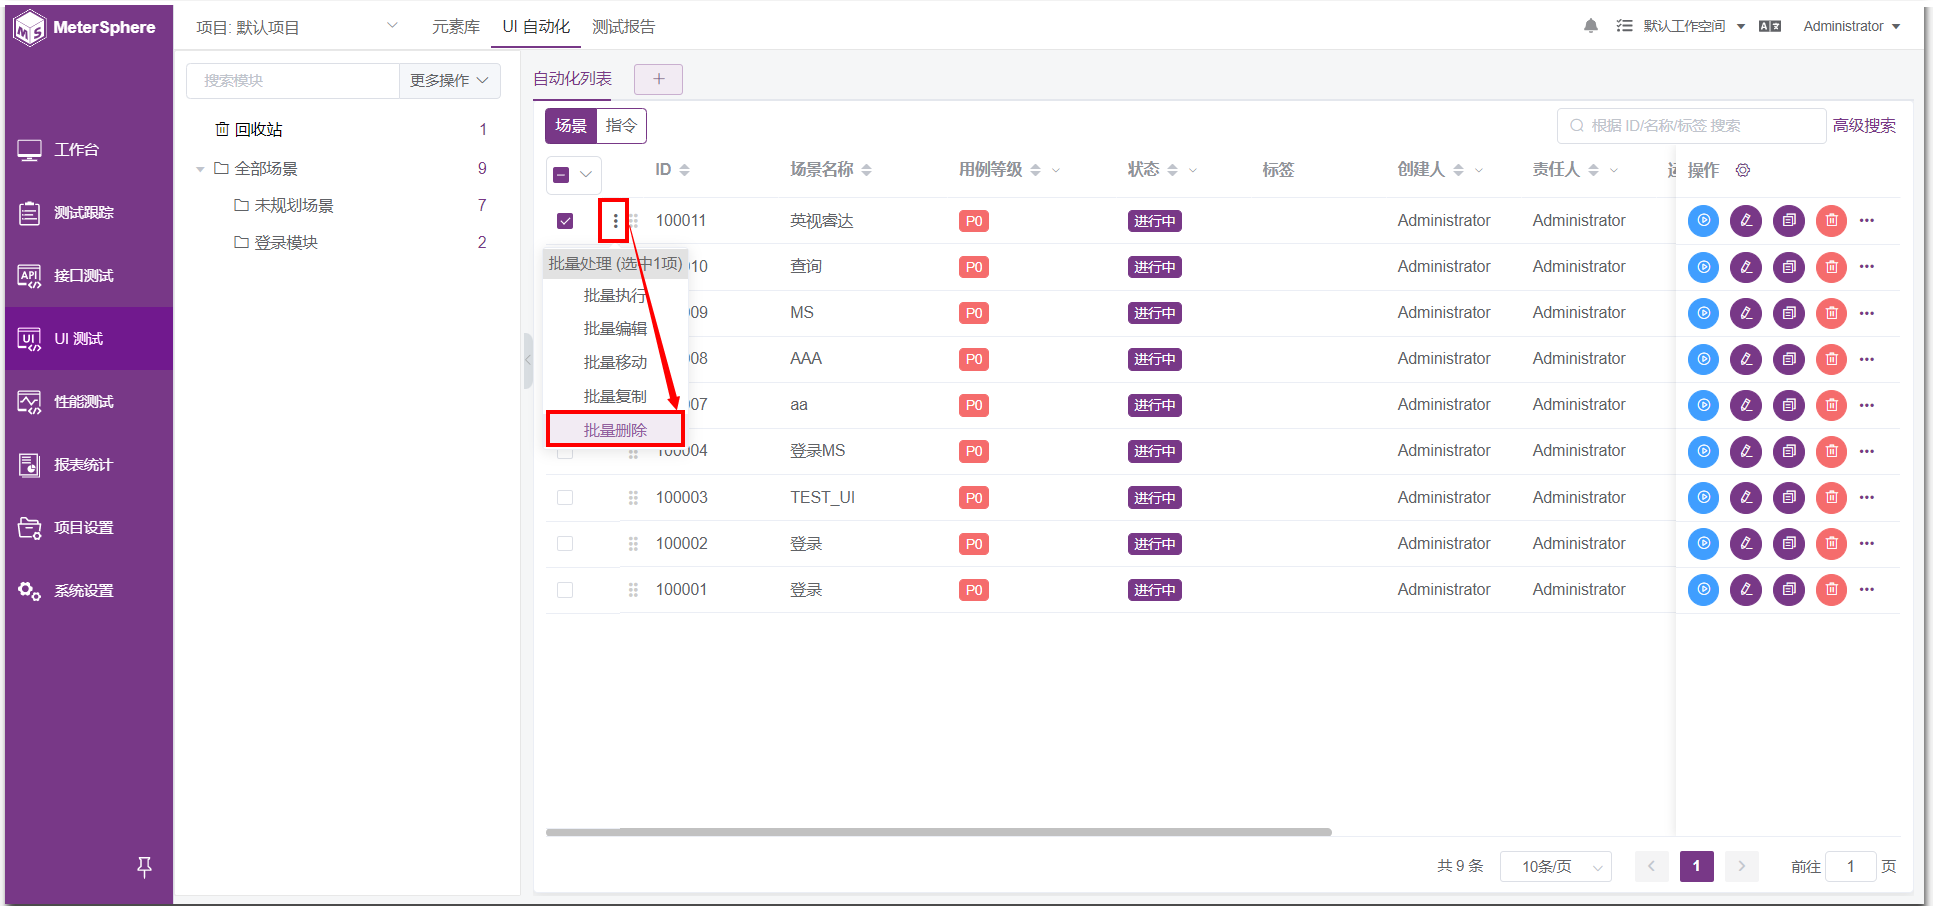 MeterSphere
项目: 默认项目
元素库
UI 自动化
测试报告
默认工作空间
Administrator
工作台
测试跟踪
接口测试
UI 测试
性能测试
报表统计
项目设置
系统设置
搜索模块
更多操作
回收站 1
全部场景 9
未规划场景 7
登录模块 2
自动化列表
+
场景 指令
根据 ID/名称/标签 搜索
高级搜索
ID 场景名称 用例等级 状态 标签 创建人 责任人 操作
100011 英视睿达 P0 进行中 Administrator Administrator
10 查询 P0 进行中 Administrator Administrator
09 MS P0 进行中 Administrator Administrator
08 AAA P0 进行中 Administrator Administrator
07 aa P0 进行中 Administrator Administrator
100004 登录MS P0 进行中 Administrator Administrator
100003 TEST_UI P0 进行中 Administrator Administrator
100002 登录 P0 进行中 Administrator Administrator
100001 登录 P0 进行中 Administrator Administrator
批量处理 (选中1项)
批量执行
批量编辑
批量移动
批量复制
批量删除
共 9 条
10条/页
1
前往 1 页